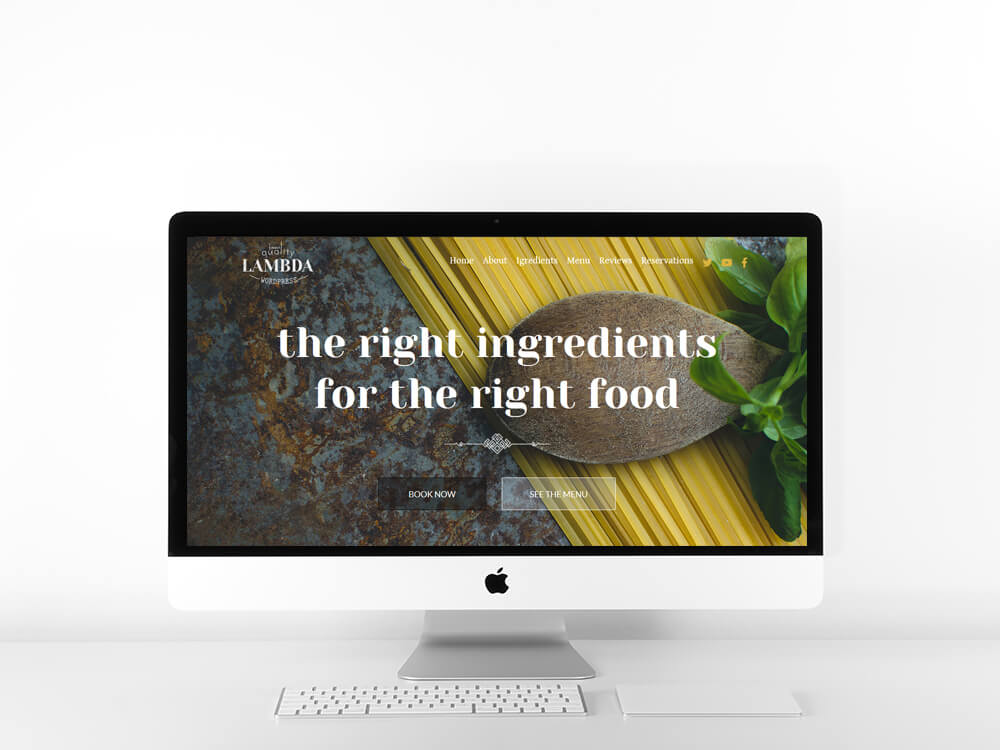 quality
LAMBDA
WORDPRESS
Home About Igredients Menu Reviews Reservations
the right ingredients
for the right food
BOOK NOW
SEE THE MENU